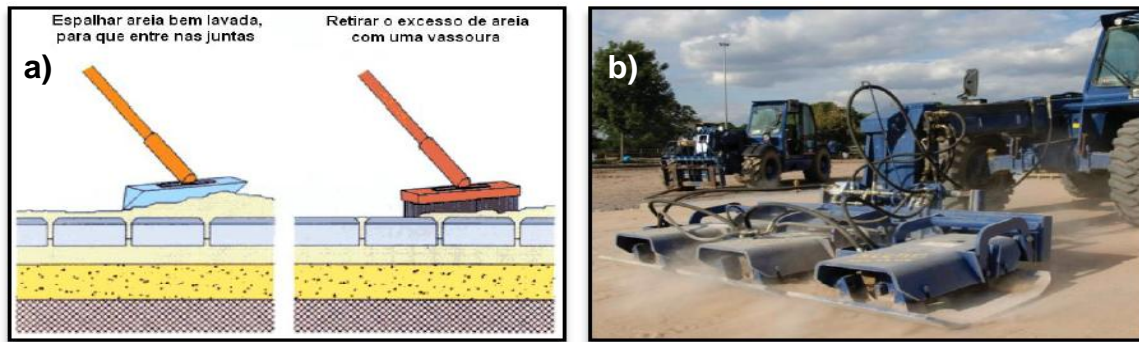 Espalhar areia bem lavada,
para que entre nas juntas
Retirar o excesso de areia
com uma vassoura
a)
b)